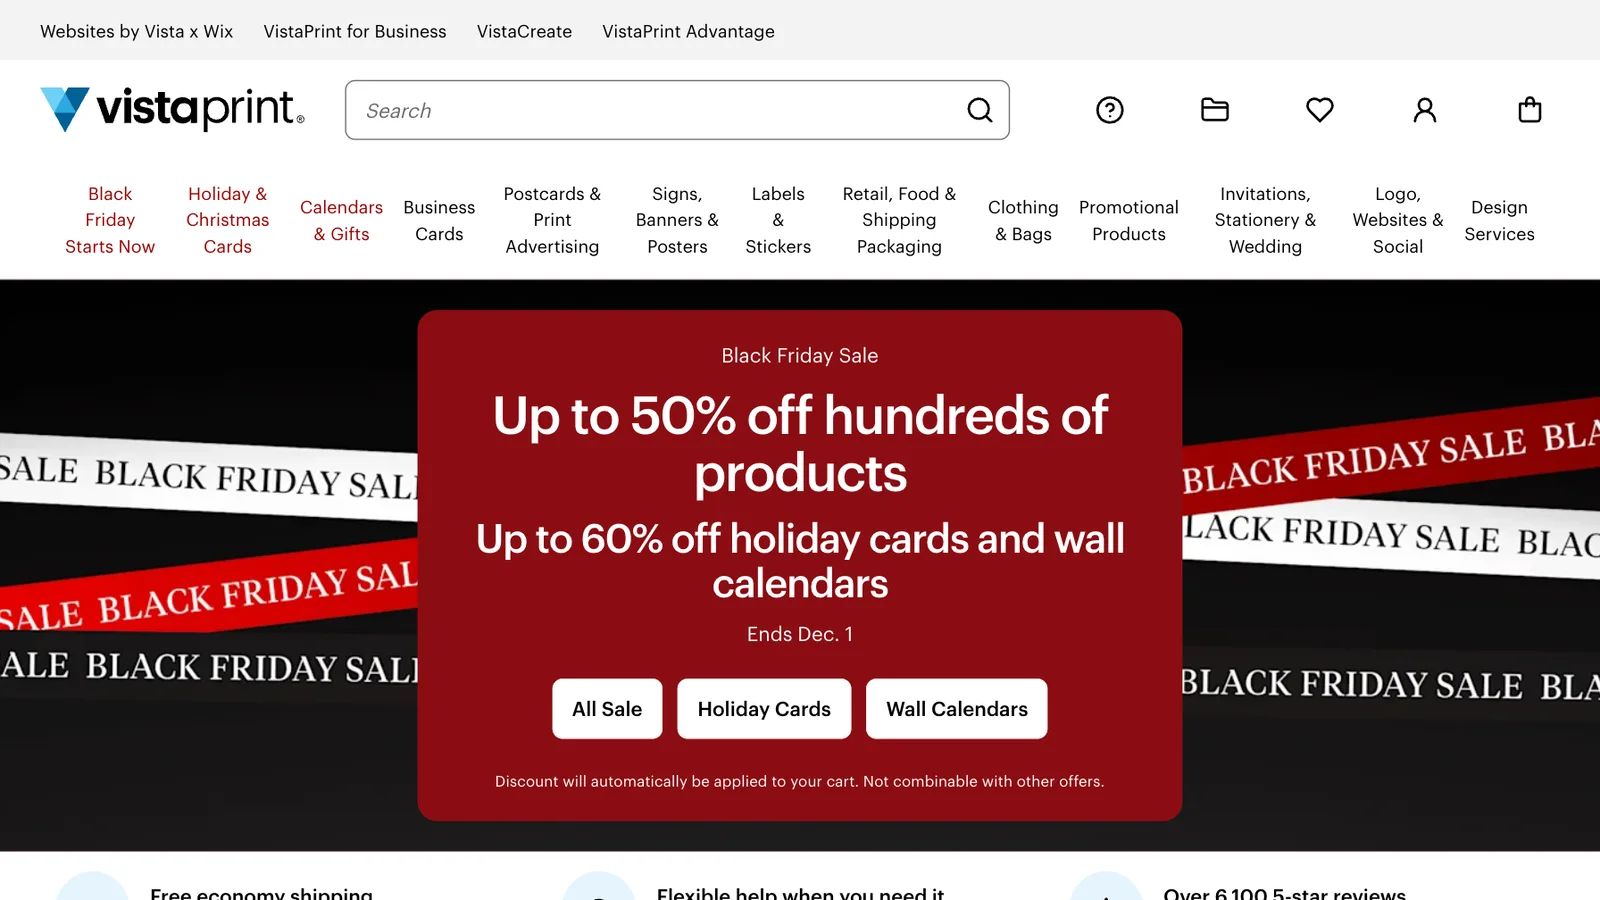 Websites by Vista x Wix VistaPrint for Business VistaCreate VistaPrint Advantage
vistaprint®
Search
Black Friday Starts Now
Holiday & Christmas Cards
Calendars & Gifts
Business Cards
Postcards & Print Advertising
Signs, Banners & Posters
Labels & Stickers
Retail, Food & Shipping Packaging
Clothing & Bags
Promotional Products
Invitations, Stationery & Wedding
Logo, Websites & Social
Design Services
Black Friday Sale
Up to 50% off hundreds of
products
Up to 60% off holiday cards and wall
calendars
Ends Dec. 1
All Sale Holiday Cards Wall Calendars
Discount will automatically be applied to your cart. Not combinable with other offers.
SALE BLACK FRIDAY SAL
SALE BLACK FRIDAY SAL
ALE BLACK FRIDAY SAL
BLACK FRIDAY SALE BLA
LACK FRIDAY SALE BLAC
BLACK FRIDAY SALE BLA
Free economy shipping
Flexible help when you need it
Over 6,100 5-star reviews